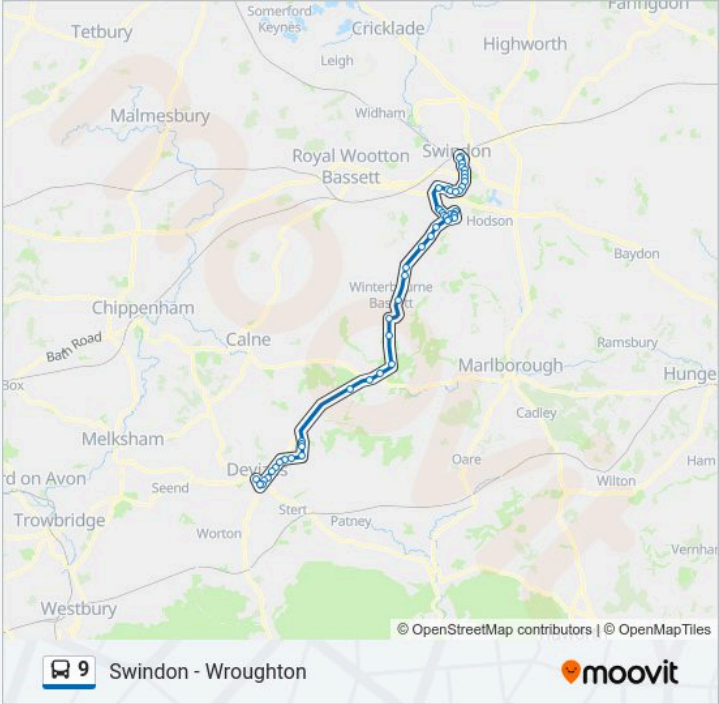 Tetbury
Somerford
Keynes
Cricklade
Faringdon
Highworth
Leigh
Malmesbury
Widham
Royal Wootton
Bassett
Swindon
Hodson
Baydon
Winterbourne
Bassett
Chippenham
Bath Road
Calne
Ramsbury
Marlborough
Box
Hunge
Cadley
Melksham
Devizes
Oare
rd on Avon
Seend
Wilton
Ham
Trowbridge
Stert
Patney
Worton
Vernhar
Westbury
moovit
© OpenStreetMap contributors | © OpenMapTiles
9 Swindon - Wroughton
moovit